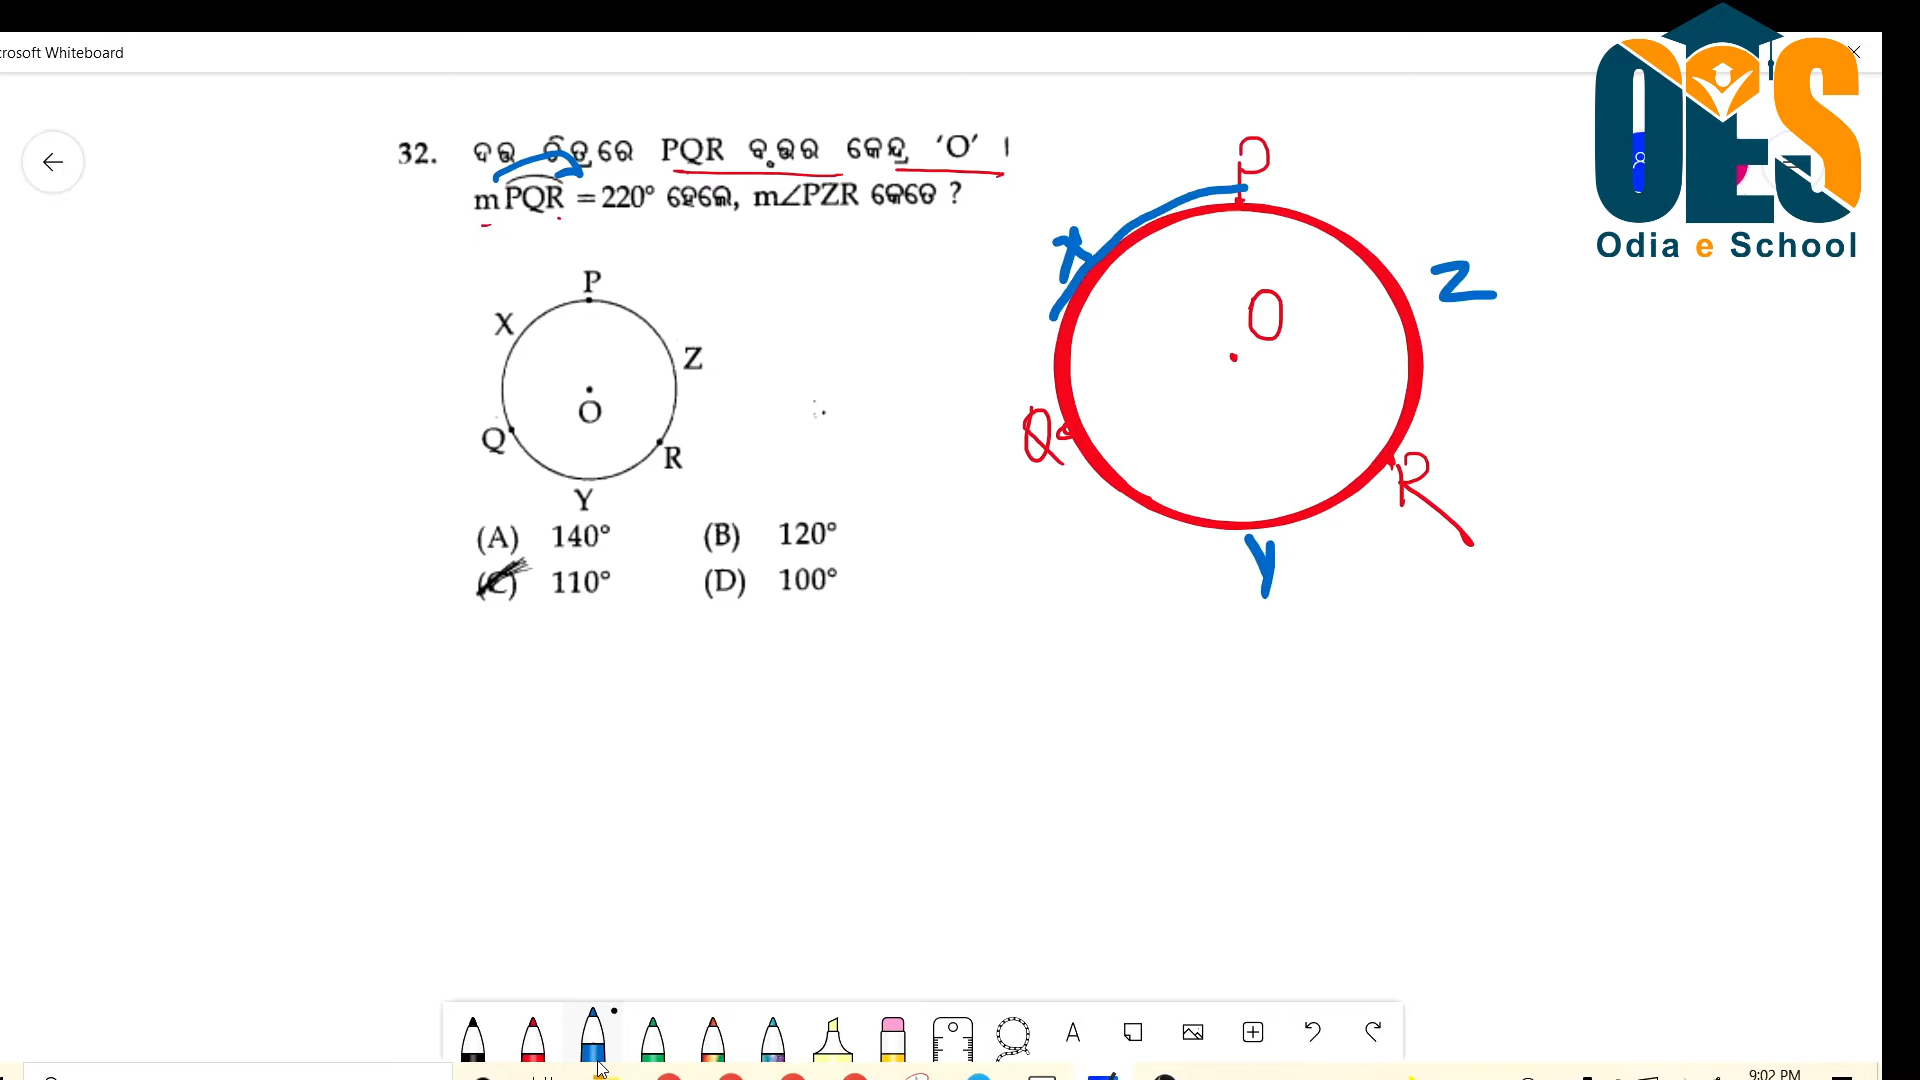 crosoft Whiteboard
OES
Odia e School
32. ଦତ୍ତ ଚିତ୍ରରେ PQR ବୃତ୍ତର କେନ୍ଦ୍ର ‘O’ ।
mPQR = 220° ହେଲେ, m∠PZR କେତେ ?
P
X
Z
O
Q
R
Y
(A) 140° (B) 120°
(C) 110° (D) 100°
P
X
Z
O
Q
R
Y
A
9:02 PM